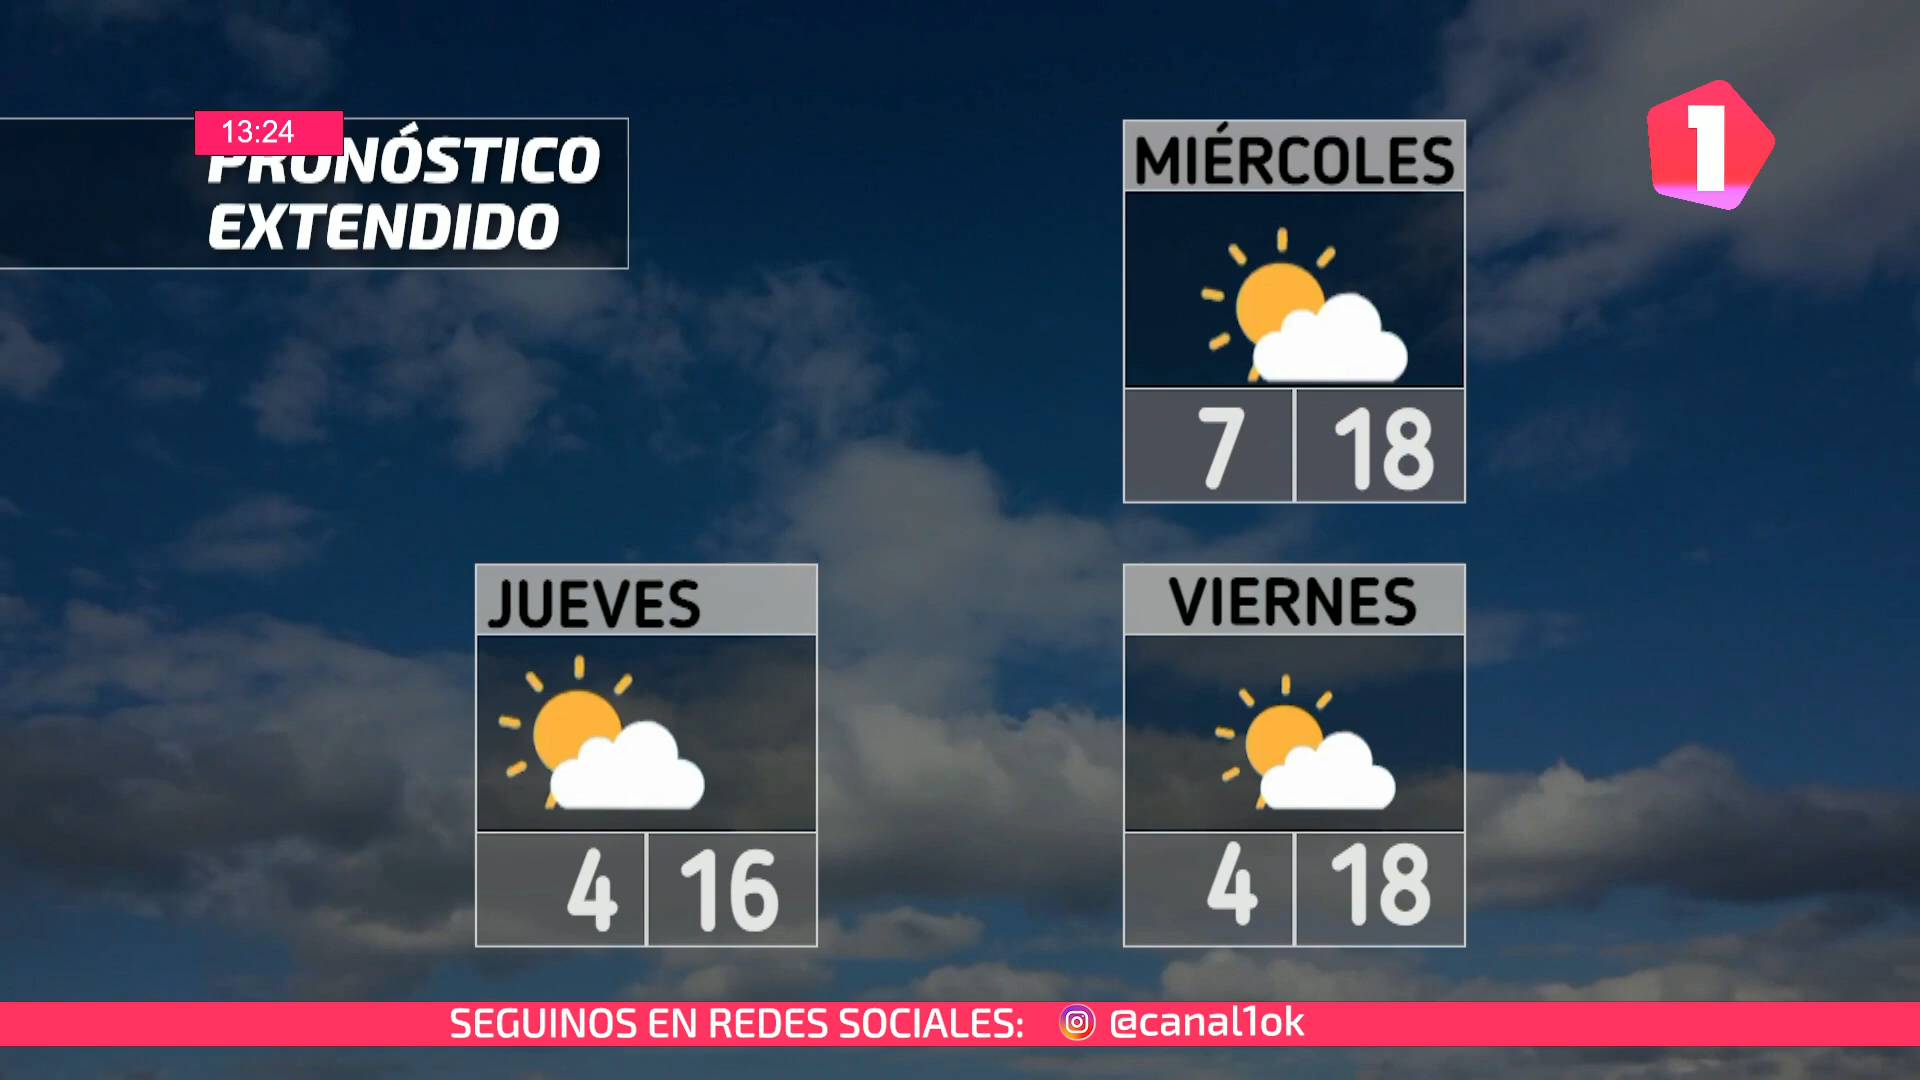 13:24
PRONÓSTICO
EXTENDIDO
1
MIÉRCOLES
7 18
JUEVES
4 16
VIERNES
4 18
SEGUINOS EN REDES SOCIALES: @canal1ok